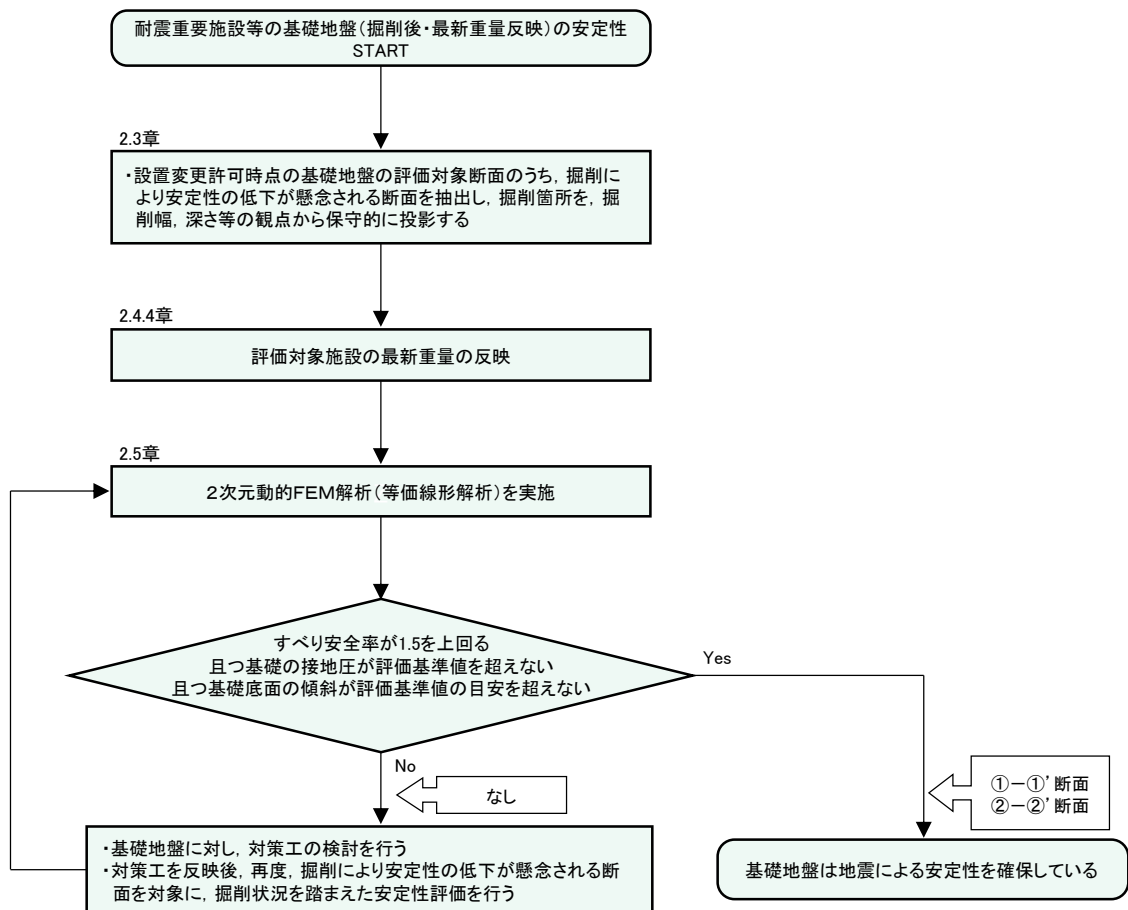 耐震重要施設等の基礎地盤（掘削後・最新重量反映）の安定性
START
2.3章
・設置変更許可時点の基礎地盤の評価対象断面のうち，掘削に
より安定性の低下が懸念される断面を抽出し，掘削箇所を，掘
削幅，深さ等の観点から保守的に投影する
2.4.4章
評価対象施設の最新重量の反映
2.5章
２次元動的ＦＥＭ解析（等価線形解析）を実施
すべり安全率が1.5を上回る
且つ基礎の接地圧が評価基準値を超えない
且つ基礎底面の傾斜が評価基準値の目安を超えない
Yes
No
なし
①－①’断面
②－②’断面
・基礎地盤に対し，対策工の検討を行う
・対策工を反映後，再度，掘削により安定性の低下が懸念される断
面を対象に，掘削状況を踏まえた安定性評価を行う
基礎地盤は地震による安定性を確保している